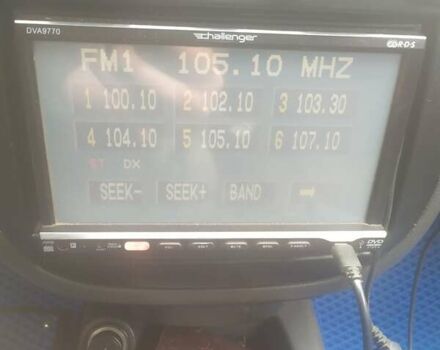 DVA9770 challenger R·D·S
FM1 105.10 MHZ
1 100.10 2 102.10 3 103.30
4 104.10 5 105.10 6 107.10
ST DX
SEEK- SEEK+ BAND
DVD